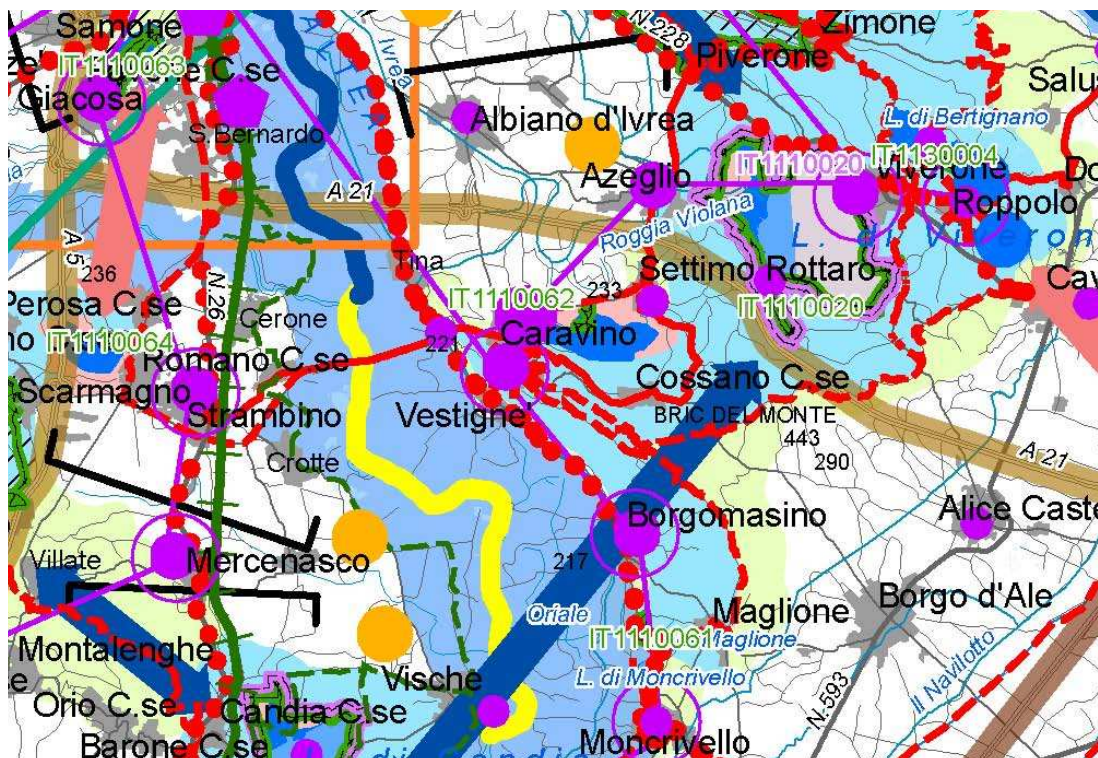 Samone
IT1110063
C.se
Giacosa
S.Bernardo
Ivrea
N.228
Zimone
Piverone
Salus
Albiano d'Ivrea
L. di Bertignano
IT1110020
IT1130004
Viverone
Azeglio
Roppolo
A 21
Roggia Violana
L. di Viveron
A 5
236
N.26
Tina
Settimo Rottaro
233
IT1110020
Cav
Perosa C.se
Cerone
IT1110062
Caravino
IT1110064
Romano C.se
221
Scarmagno
Strambino
Vestigne
Cossano C.se
BRIC DEL MONTE
443
290
A 21
Crotte
Alice Caste
Borgomasino
Villate
Mercenasco
217
Oriale
Maglione
Borgo d'Ale
IT1110061
Maglione
Montalenghe
L. di Moncrivello
Vische
N.593
Il Navilotto
Orio C.se
Candia C.se
Barone C.se
Moncrivello